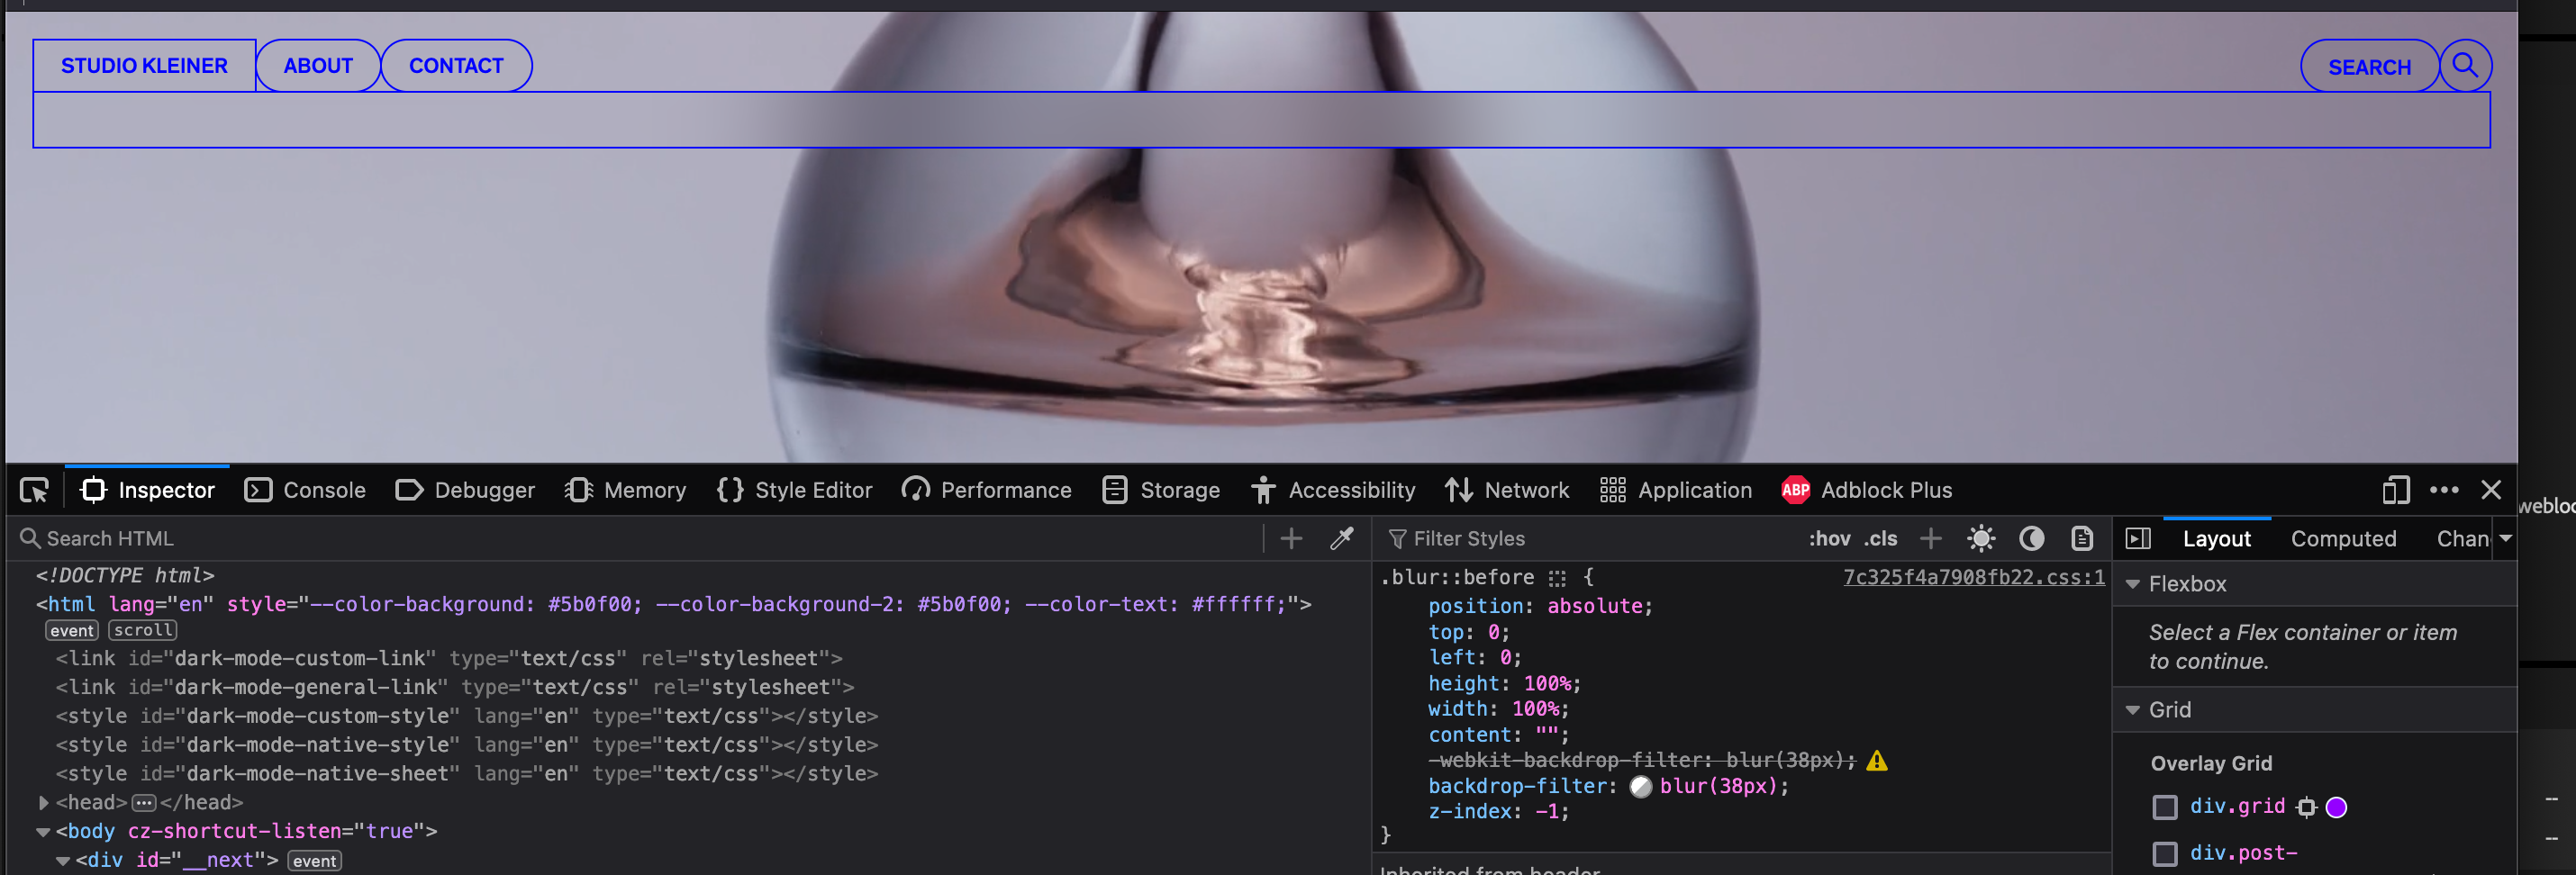 STUDIO KLEINER ABOUT CONTACT SEARCH
Inspector Console Debugger Memory Style Editor Performance Storage Accessibility Network Application ABP Adblock Plus
Search HTML
<!DOCTYPE html>
<html lang="en" style="--color-background: #5b0f00; --color-background-2: #5b0f00; --color-text: #ffffff;">
event scroll
<link id="dark-mode-custom-link" type="text/css" rel="stylesheet">
<link id="dark-mode-general-link" type="text/css" rel="stylesheet">
<style id="dark-mode-custom-style" lang="en" type="text/css"></style>
<style id="dark-mode-native-style" lang="en" type="text/css"></style>
<style id="dark-mode-native-sheet" lang="en" type="text/css"></style>
<head>…</head>
<body cz-shortcut-listen="true">
<div id="__next"> event
Filter Styles :hov .cls
.blur::before { 7c325f4a7908fb22.css:1
position: absolute;
top: 0;
left: 0;
height: 100%;
width: 100%;
content: "";
-webkit-backdrop-filter: blur(38px);
backdrop-filter: blur(38px);
z-index: -1;
}
Inherited from header
Layout Computed Chan
Flexbox
Select a Flex container or item
to continue.
Grid
Overlay Grid
div.grid
div.post-